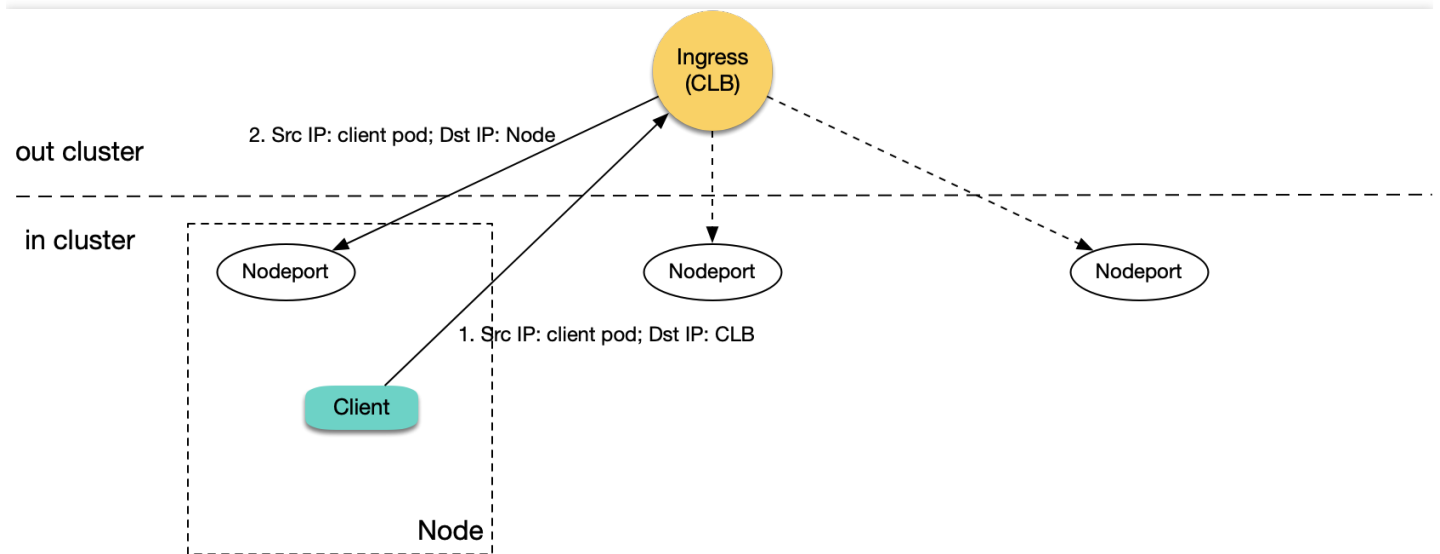 Ingress
(CLB)
2. Src IP: client pod; Dst IP: Node
out cluster
in cluster
Nodeport
Nodeport
Nodeport
1. Src IP: client pod; Dst IP: CLB
Client
Node